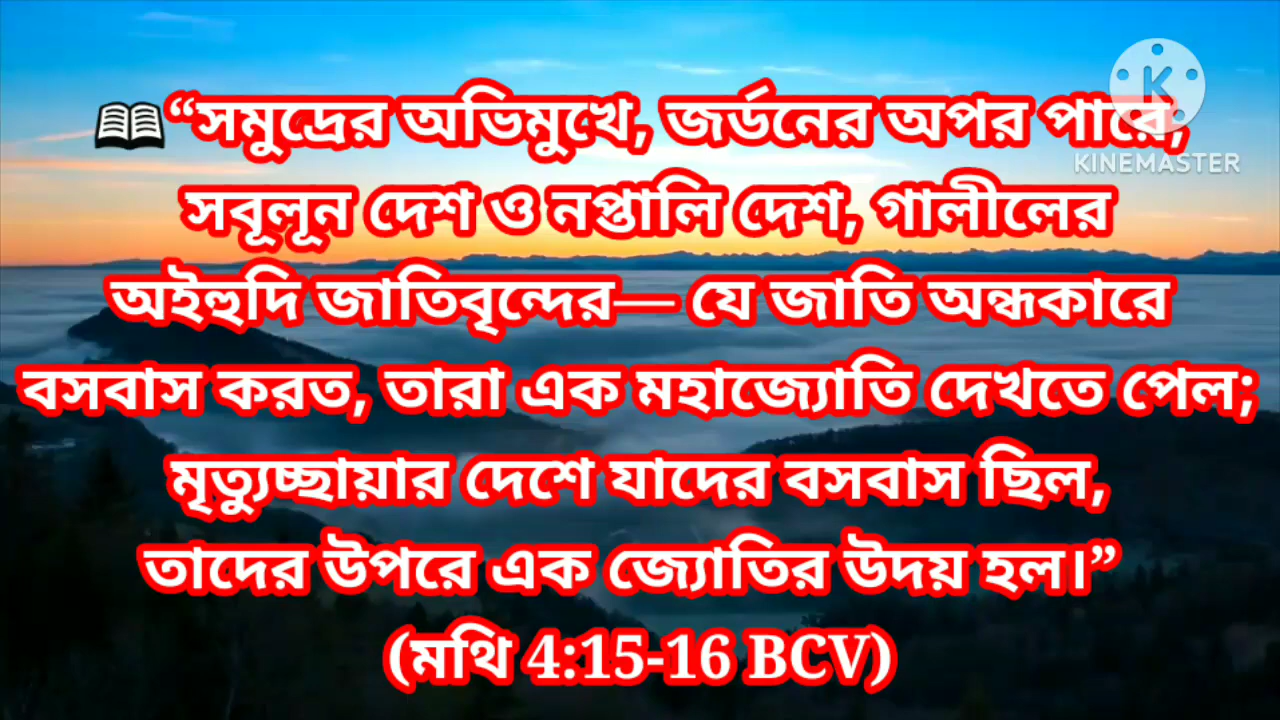 📖“সমুদ্রের অভিমুখে, জর্ডনের অপর পারে,
সবূলূন দেশ ও নপ্তালি দেশ, গালীলের
অইহুদি জাতিবৃন্দের— যে জাতি অন্ধকারে
বসবাস করত, তারা এক মহাজ্যোতি দেখতে পেল;
মৃত্যুচ্ছায়ার দেশে যাদের বসবাস ছিল,
তাদের উপরে এক জ্যোতির উদয় হল।”
(মথি 4:15-16 BCV)
K
KINEMASTER